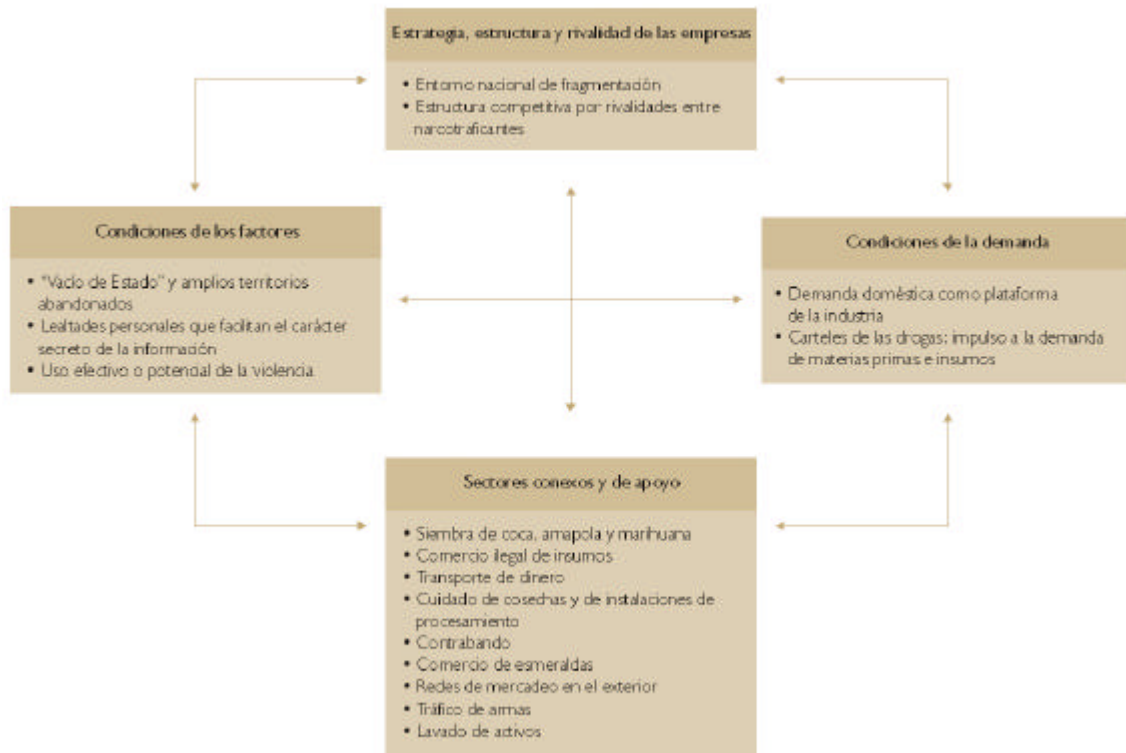 Estrategia, estructura y rivalidad de las empresas
• Entorno nacional de fragmentación
• Estructura competitiva por rivalidades entre
narcotraficantes
Condiciones de los factores
• "Vacío de Estado" y amplios territorios
abandonados
• Lealtades personales que facilitan el carácter
secreto de la información
• Uso efectivo o potencial de la violencia.
Condiciones de la demanda
• Demanda doméstica como plataforma
de la industria
• Carteles de las drogas: impulso a la demanda
de materias primas e insumos
Sectores conexos y de apoyo
• Siembra de coca, amapola y marihuana
• Comercio ilegal de insumos
• Transporte de dinero
• Cuidado de cosechas y de instalaciones de
procesamiento
• Contrabando
• Comercio de esmeraldas
• Redes de mercadeo en el exterior
• Tráfico de armas
• Lavado de activos